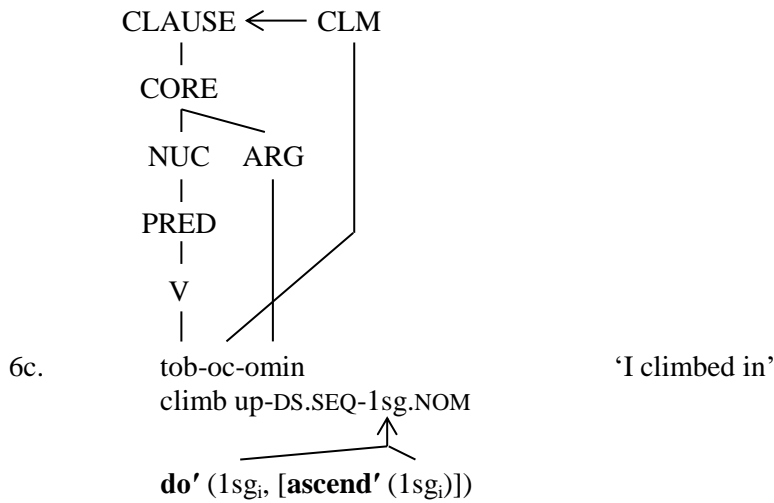 CLAUSE CLM
CORE
NUC ARG
PRED
V
6c. tob-oc-omin ‘I climbed in’
climb up-DS.SEQ-1sg.NOM
do′ (1sgᵢ, [ascend′ (1sgᵢ)])